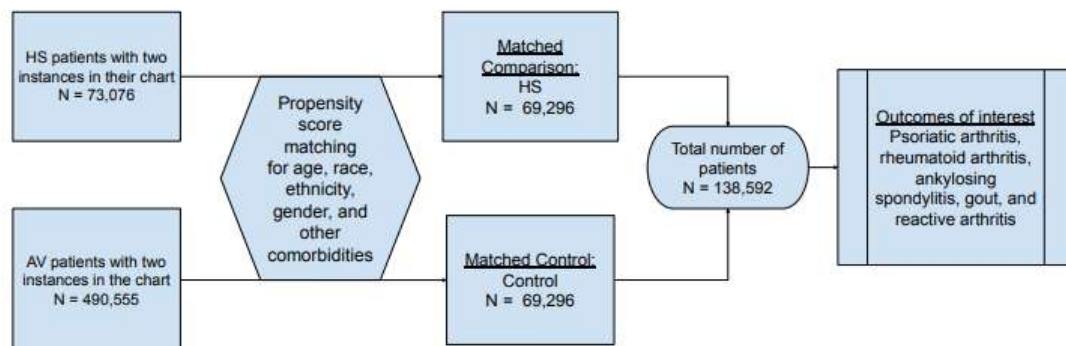 HS patients with two
instances in their chart
N = 73,076
AV patients with two
instances in the chart
N = 490,555
Propensity
score
matching
for age, race,
ethnicity,
gender, and
other
comorbidities
Matched
Comparison:
HS
N = 69,296
Matched Control:
Control
N = 69,296
Total number of
patients
N = 138,592
Outcomes of interest
Psoriatic arthritis,
rheumatoid arthritis,
ankylosing
spondylitis, gout, and
reactive arthritis